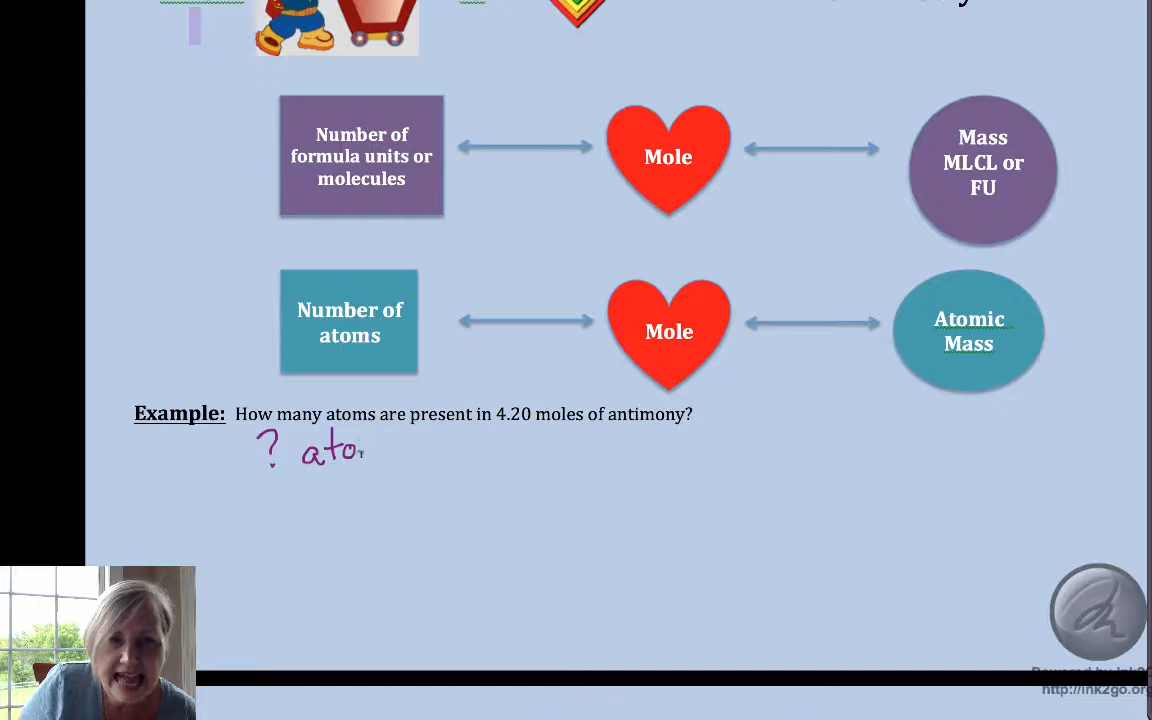 Number of
formula units or
molecules
Mole
Mass
MLCL or
FU
Number of
atoms
Mole
Atomic
Mass
Example: How many atoms are present in 4.20 moles of antimony?
? ato
http://ink2go.org